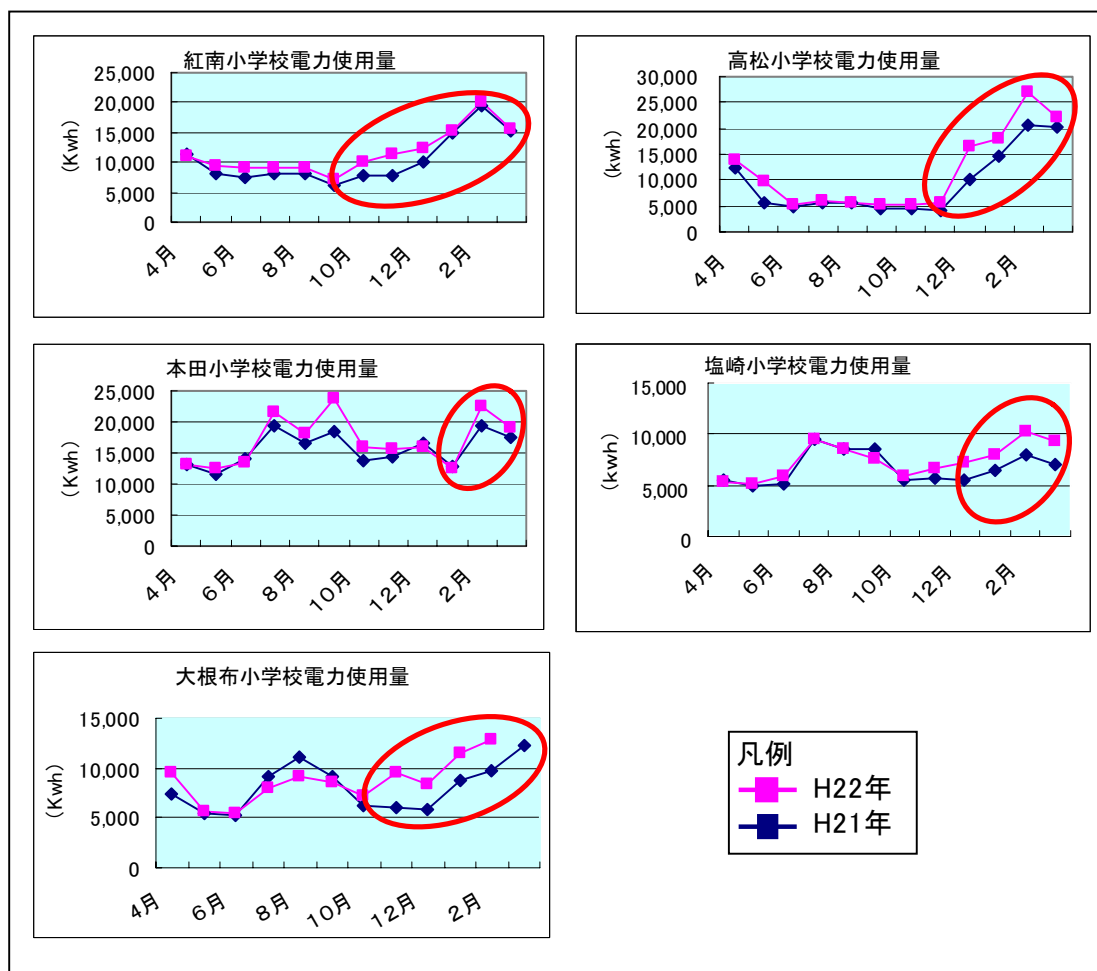 紅南小学校電力使用量
25,000
20,000
15,000
10,000
5,000
0
(Kwh)
4月
6月
8月
10月
12月
2月
高松小学校電力使用量
30,000
25,000
20,000
15,000
10,000
5,000
0
(kwh)
4月
6月
8月
10月
12月
2月
本田小学校電力使用量
25,000
20,000
15,000
10,000
5,000
0
(Kwh)
4月
6月
8月
10月
12月
2月
塩崎小学校電力使用量
15,000
10,000
5,000
0
(kwh)
4月
6月
8月
10月
12月
2月
大根布小学校電力使用量
15,000
10,000
5,000
0
(Kwh)
4月
6月
8月
10月
12月
2月
凡例
H22年
H21年